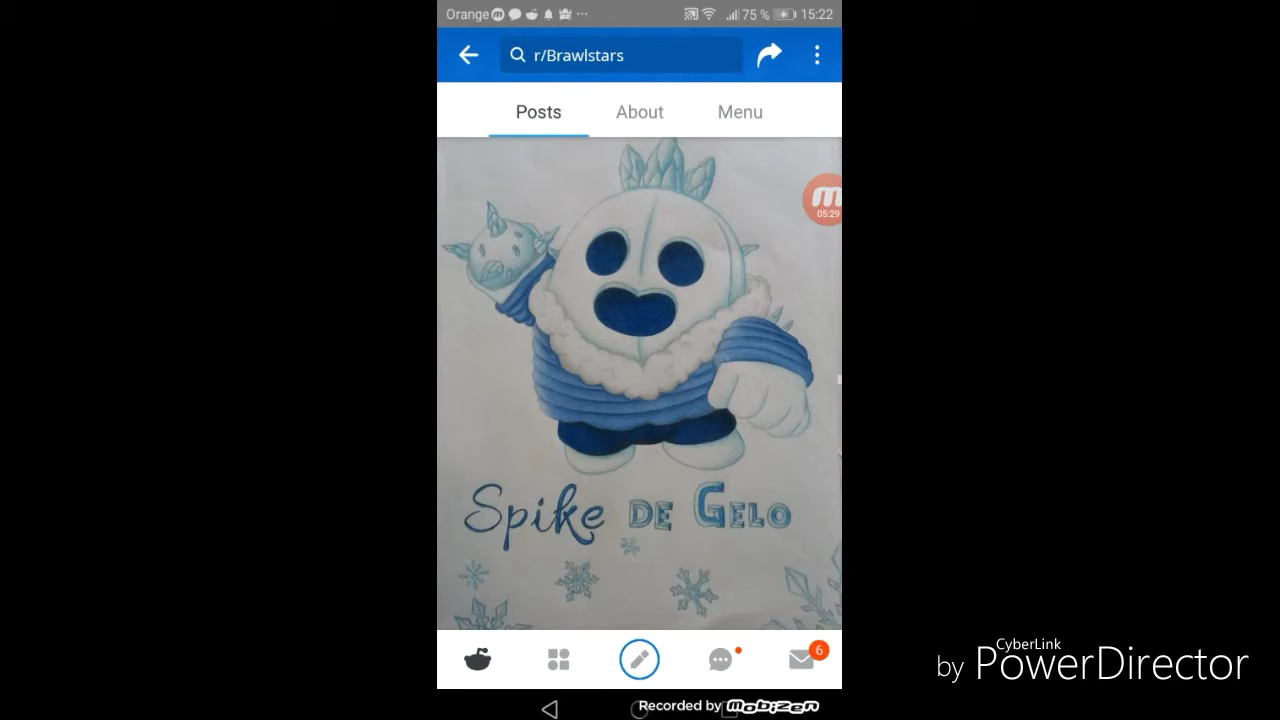 Orange 75 % 15:22
r/Brawlstars
Posts About Menu
m
05:29
Spike DE GELO
6
CyberLink
by PowerDirector
Recorded by mobizen